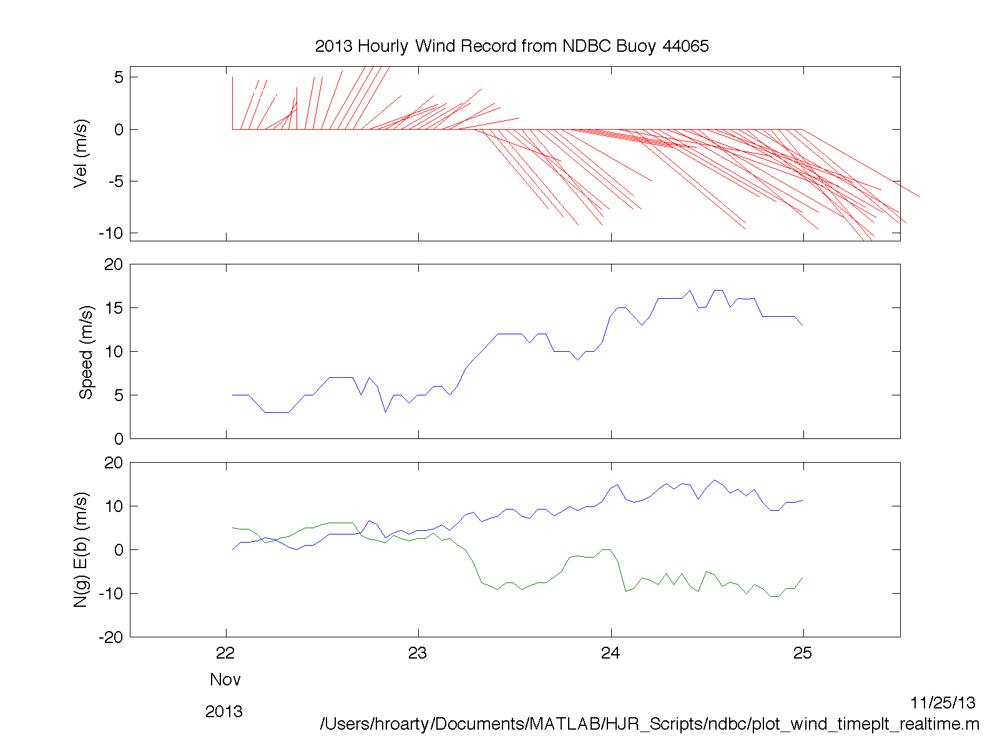 2013 Hourly Wind Record from NDBC Buoy 44065
5
0
-5
-10
Vel (m/s)
20
15
10
5
0
Speed (m/s)
20
10
0
-10
-20
N(g) E(b) (m/s)
22 23 24 25
Nov
2013
11/25/13
/Users/hroarty/Documents/MATLAB/HJR_Scripts/ndbc/plot_wind_timeplt_realtime.m